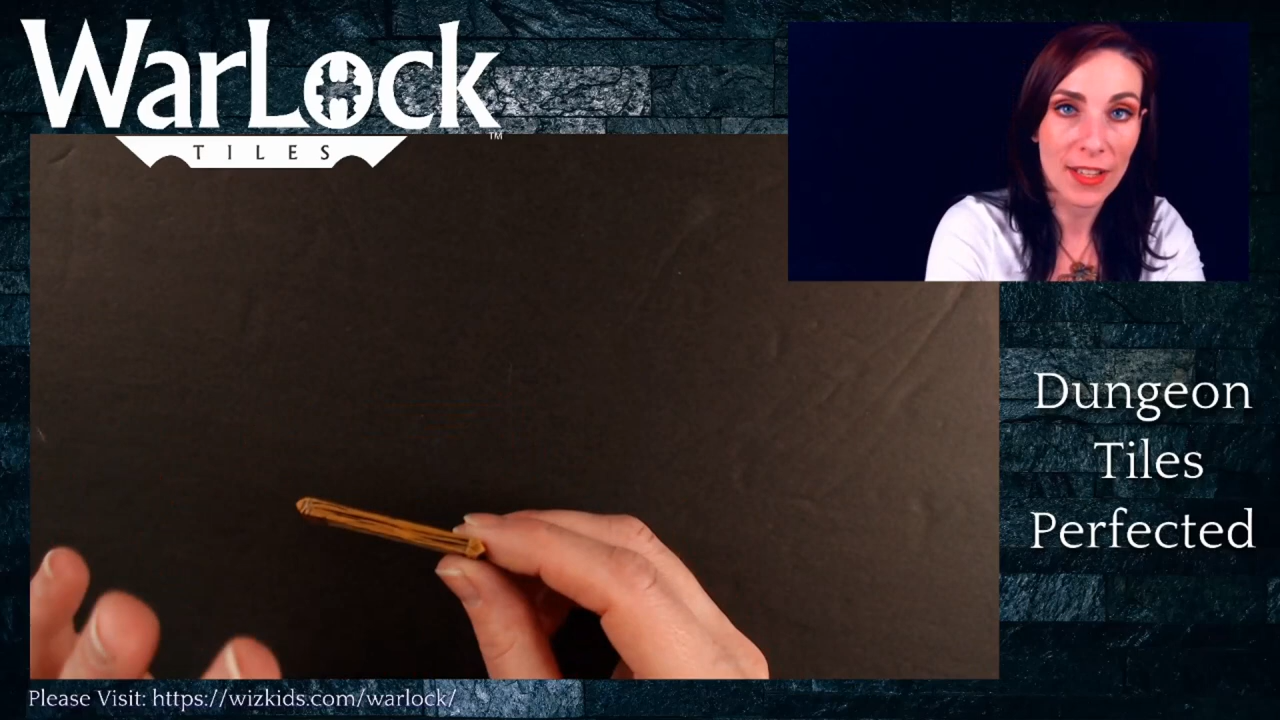 WarLock
TM
TILES
Dungeon
Tiles
Perfected
Please Visit: https://wizkids.com/warlock/